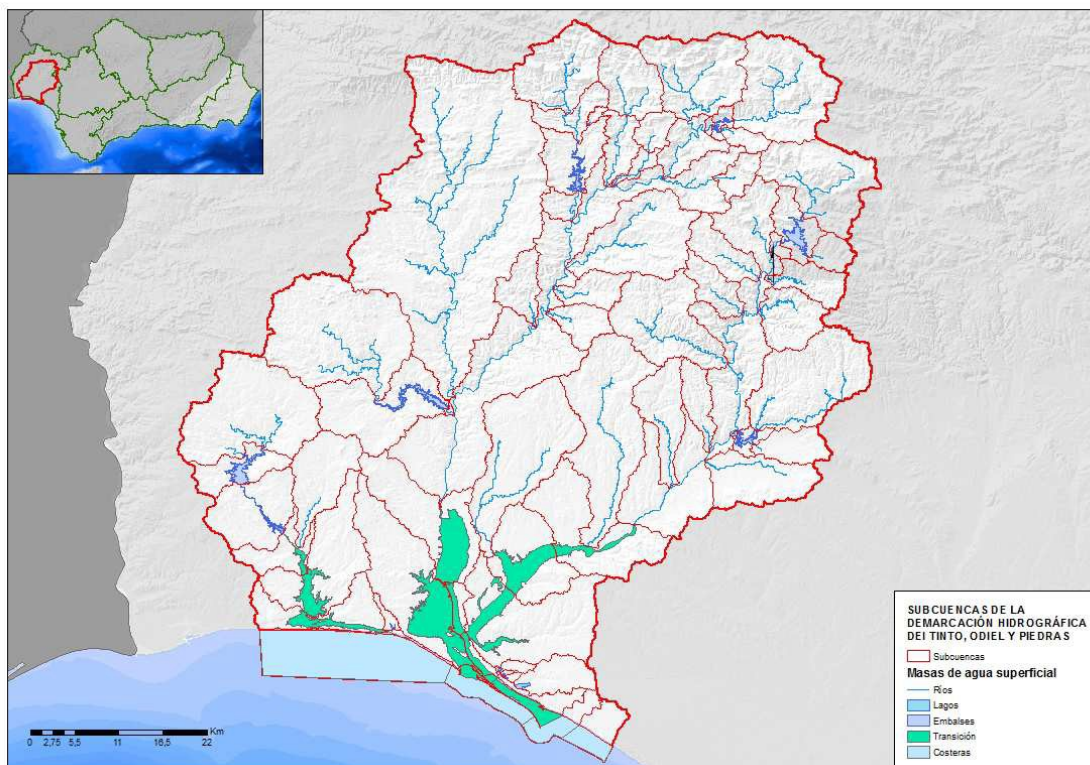 SUBCUENCAS DE LA
DEMARCACIÓN HIDROGRÁFICA
DEl TINTO, ODIEL Y PIEDRAS
Subcuencas
Masas de agua superficial
Ríos
Lagos
Embalses
Transición
Costeras
Km
0 2,75 5,5 11 16,5 22